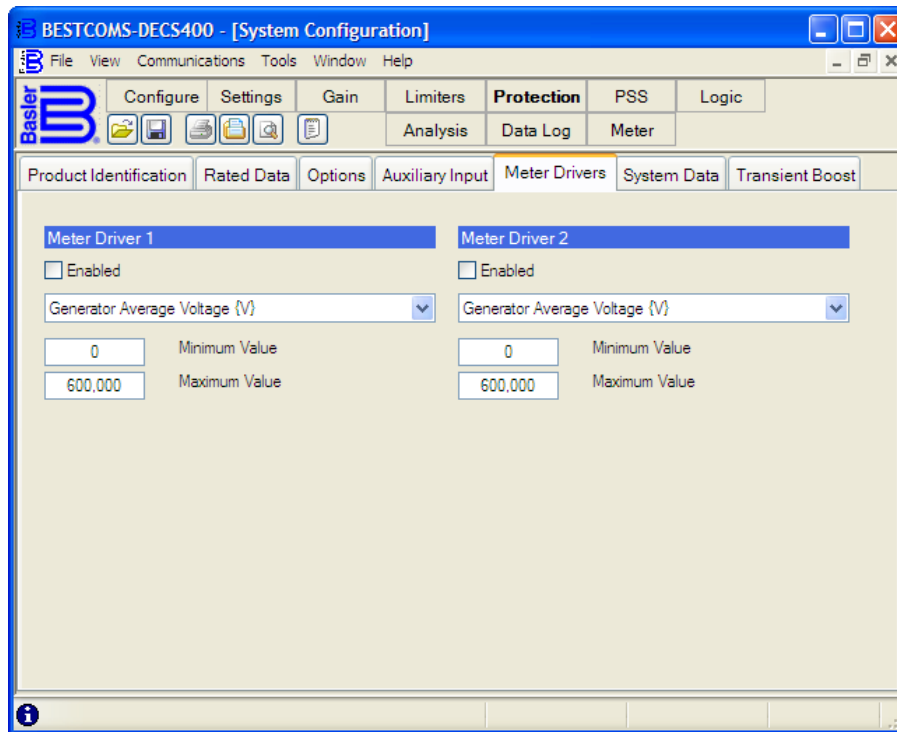 BESTCOMS-DECS400 - [System Configuration]
File View Communications Tools Window Help
Basler
Configure Settings Gain Limiters Protection PSS Logic
Analysis Data Log Meter
Product Identification Rated Data Options Auxiliary Input Meter Drivers System Data Transient Boost
Meter Driver 1
Enabled
Generator Average Voltage {V}
0 Minimum Value
600,000 Maximum Value
Meter Driver 2
Enabled
Generator Average Voltage {V}
0 Minimum Value
600,000 Maximum Value